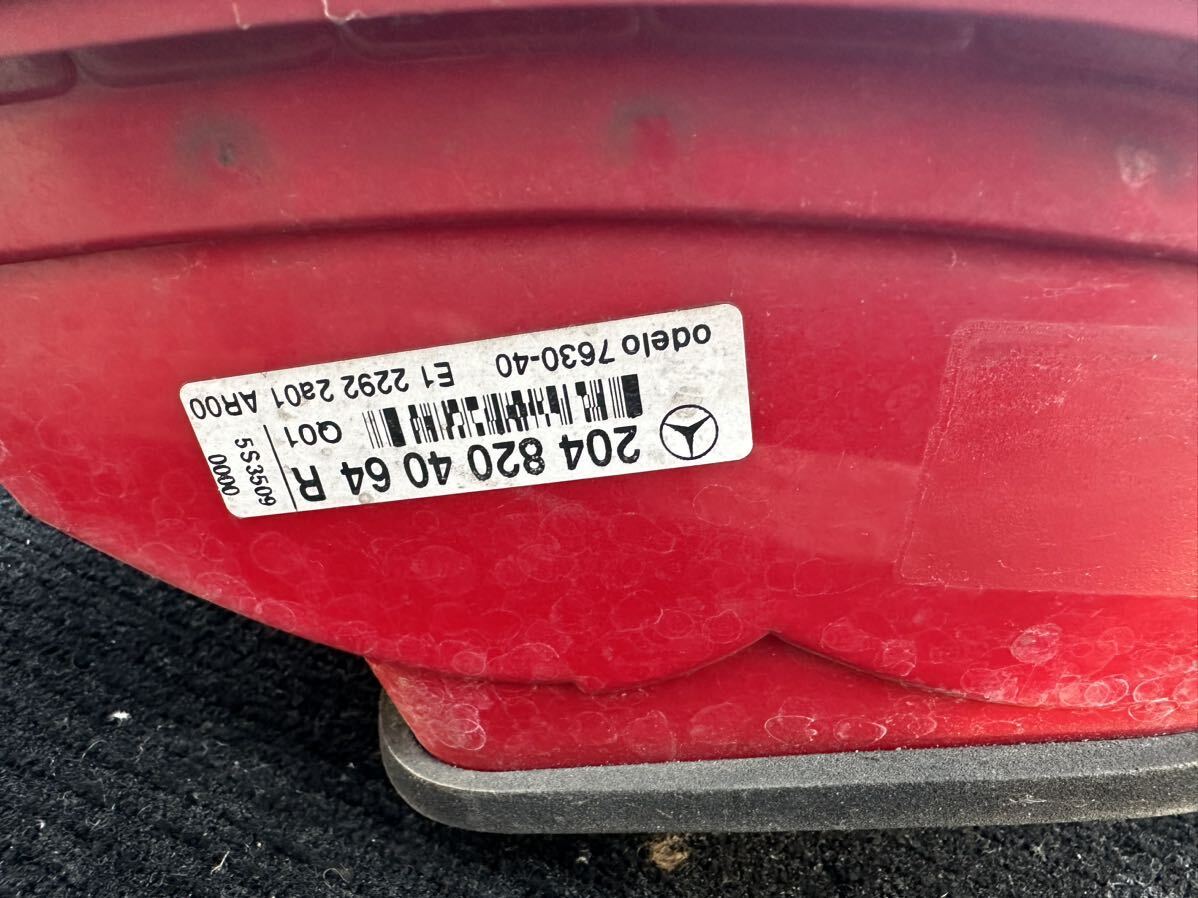 odelo 7630-40
E1 2292 2a01 AR00
Q01
204 820 40 64 R
5S3509
0000